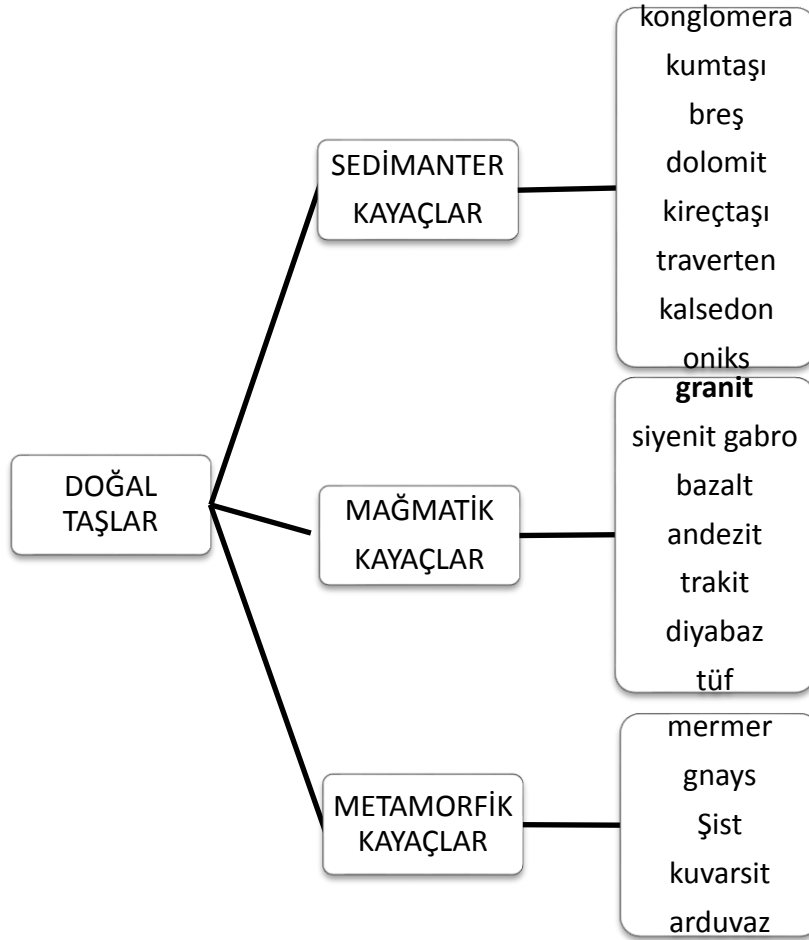 DOĞAL
TAŞLAR
SEDİMANTER
KAYAÇLAR
konglomera
kumtaşı
breş
dolomit
kireçtaşı
traverten
kalsedon
oniks
MAĞMATİK
KAYAÇLAR
granit
siyenit gabro
bazalt
andezit
trakit
diyabaz
tüf
METAMORFİK
KAYAÇLAR
mermer
gnays
Şist
kuvarsit
arduvaz